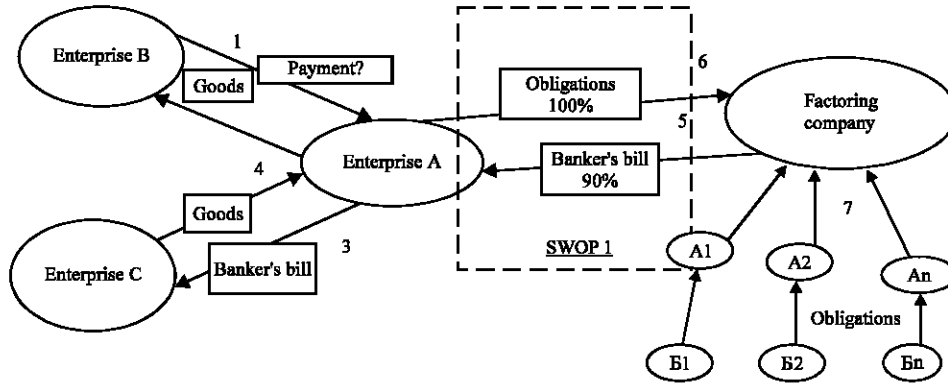 Enterprise B
1
Payment?
Goods
Obligations
100%
6
Factoring
company
5
Enterprise A
Banker's bill
90%
4
Goods
7
3
SWOP 1
A1
A2
An
Enterprise C
Banker's bill
Obligations
Б1
Б2
Бn